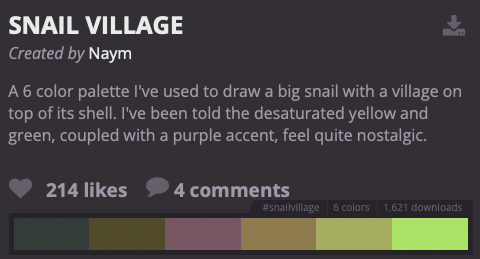 SNAIL VILLAGE
Created by Naym
A 6 color palette I've used to draw a big snail with a village on
top of its shell. I've been told the desaturated yellow and
green, coupled with a purple accent, feel quite nostalgic.
214 likes 4 comments
#snailvillage 6 colors 1,621 downloads